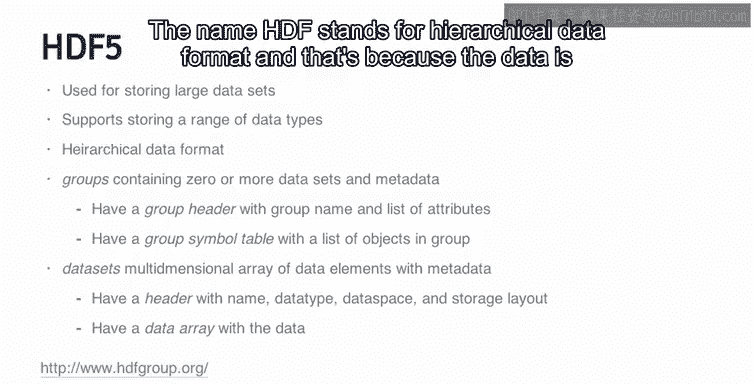 The name HDF stands for hierarchical data
format and that's because the data is
HDF5
· Used for storing large data sets
· Supports storing a range of data types
· Heirarchical data format
· groups containing zero or more data sets and metadata
- Have a group header with group name and list of attributes
- Have a group symbol table with a list of objects in group
· datasets multidmensional array of data elements with metadata
- Have a header with name, datatype, dataspace, and storage layout
- Have a data array with the data
http://www.hdfgroup.org/